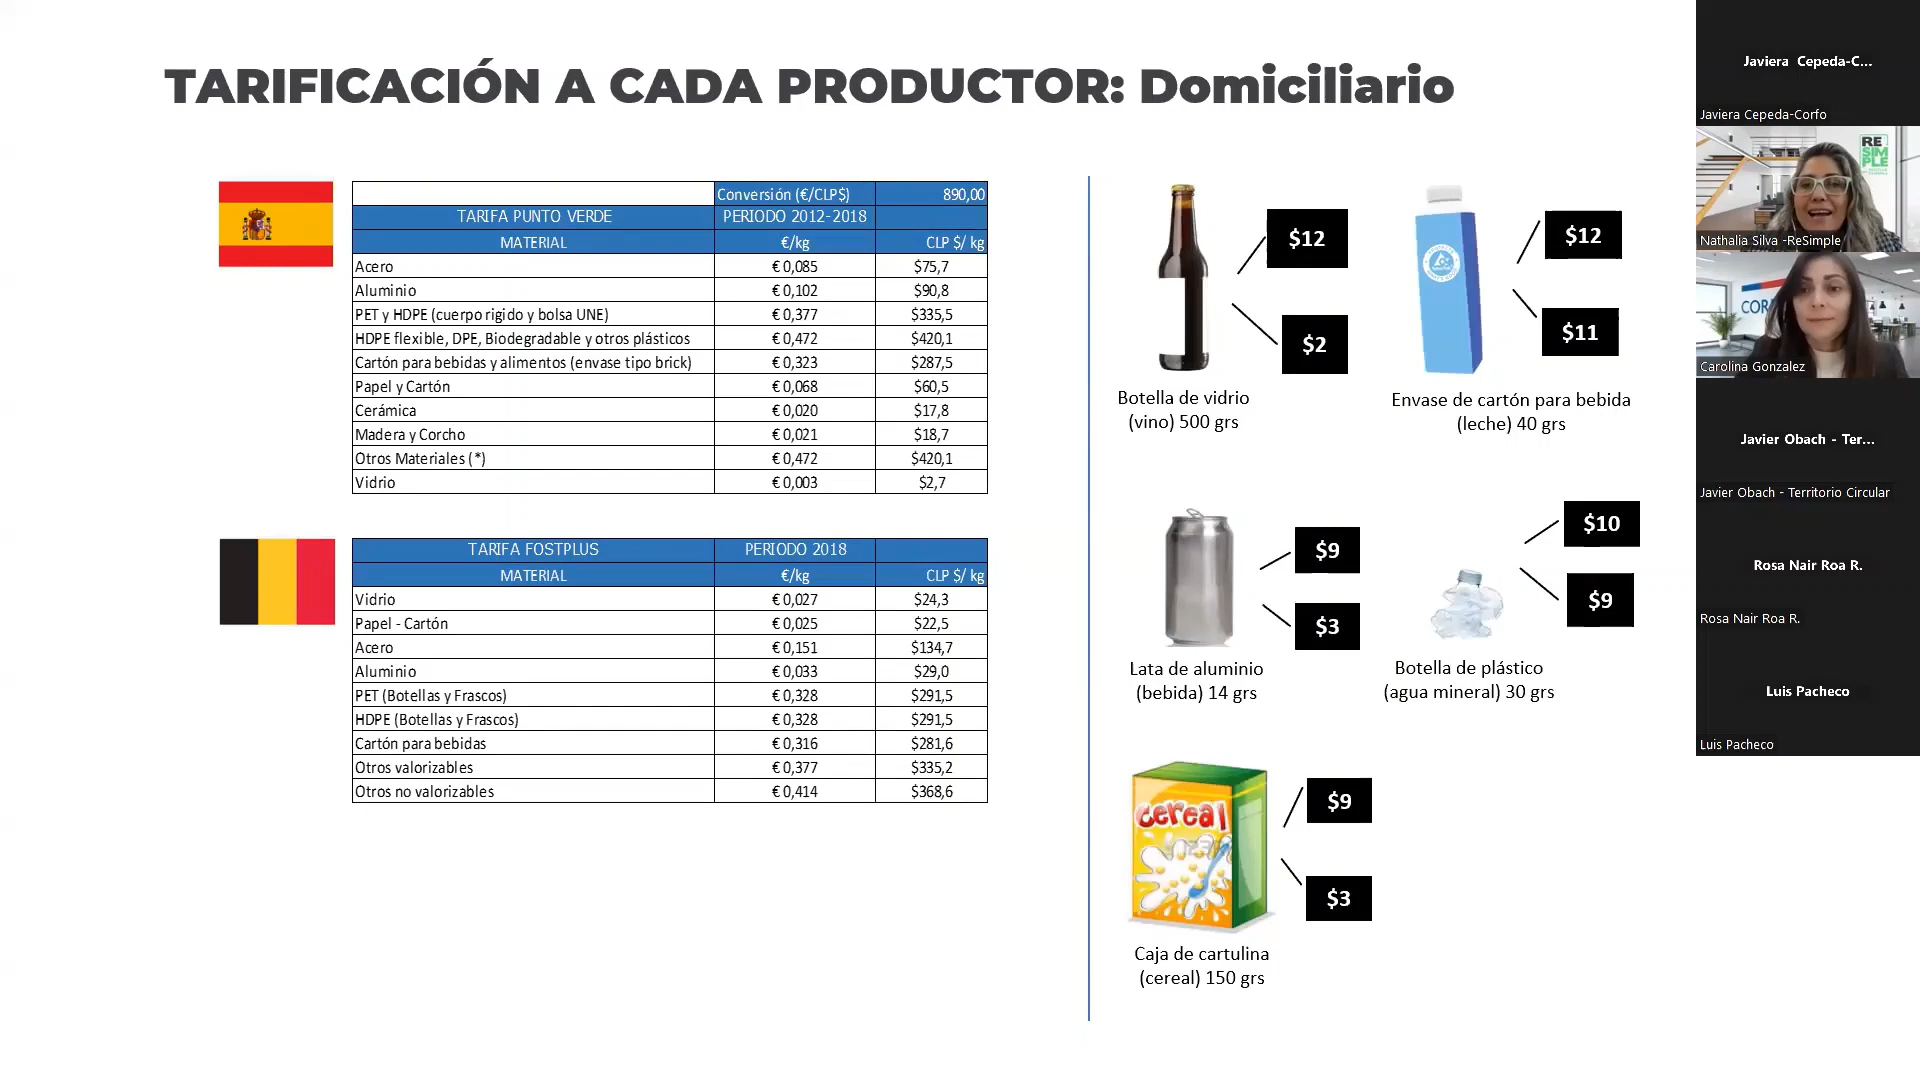 TARIFICACIÓN A CADA PRODUCTOR: Domiciliario
Conversión (€/CLP$) 890,00
TARIFA PUNTO VERDE PERIODO 2012-2018
MATERIAL €/kg CLP $/ kg
Acero € 0,085 $75,7
Aluminio € 0,102 $90,8
PET y HDPE (cuerpo rigido y bolsa UNE) € 0,377 $335,5
HDPE flexible, DPE, Biodegradable y otros plásticos € 0,472 $420,1
Cartón para bebidas y alimentos (envase tipo brick) € 0,323 $287,5
Papel y Cartón € 0,068 $60,5
Cerámica € 0,020 $17,8
Madera y Corcho € 0,021 $18,7
Otros Materiales (*) € 0,472 $420,1
Vidrio € 0,003 $2,7
TARIFA FOSTPLUS PERIODO 2018
MATERIAL €/kg CLP $/ kg
Vidrio € 0,027 $24,3
Papel - Cartón € 0,025 $22,5
Acero € 0,151 $134,7
Aluminio € 0,033 $29,0
PET (Botellas y Frascos) € 0,328 $291,5
HDPE (Botellas y Frascos) € 0,328 $291,5
Cartón para bebidas € 0,316 $281,6
Otros valorizables € 0,377 $335,2
Otros no valorizables € 0,414 $368,6
$12
$2
Botella de vidrio
(vino) 500 grs
$12
$11
Envase de cartón para bebida
(leche) 40 grs
$9
$3
Lata de aluminio
(bebida) 14 grs
$10
$9
Botella de plástico
(agua mineral) 30 grs
cereal
$9
$3
Caja de cartulina
(cereal) 150 grs
Javiera Cepeda-C...
Javiera Cepeda-Corfo
RE
SIM
PLE
Nathalia Silva -ReSimple
COR
Carolina Gonzalez
Javier Obach - Ter...
Javier Obach - Territorio Circular
Rosa Nair Roa R.
Rosa Nair Roa R.
Luis Pacheco
Luis Pacheco